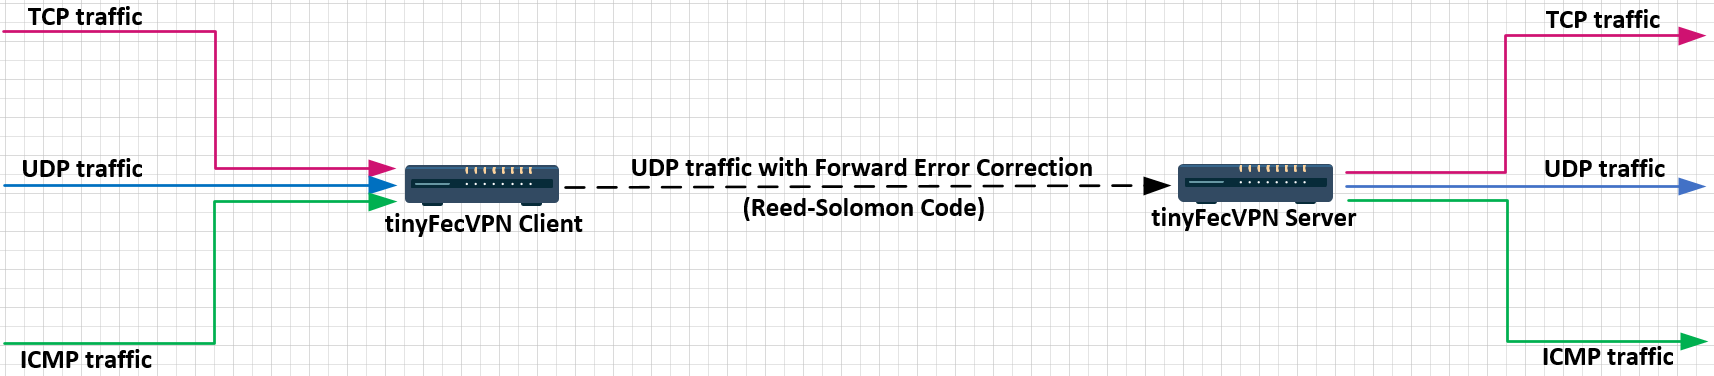 TCP traffic
TCP traffic
UDP traffic
UDP traffic with Forward Error Correction
UDP traffic
(Reed-Solomon Code)
tinyFecVPN Client
tinyFecVPN Server
ICMP traffic
ICMP traffic